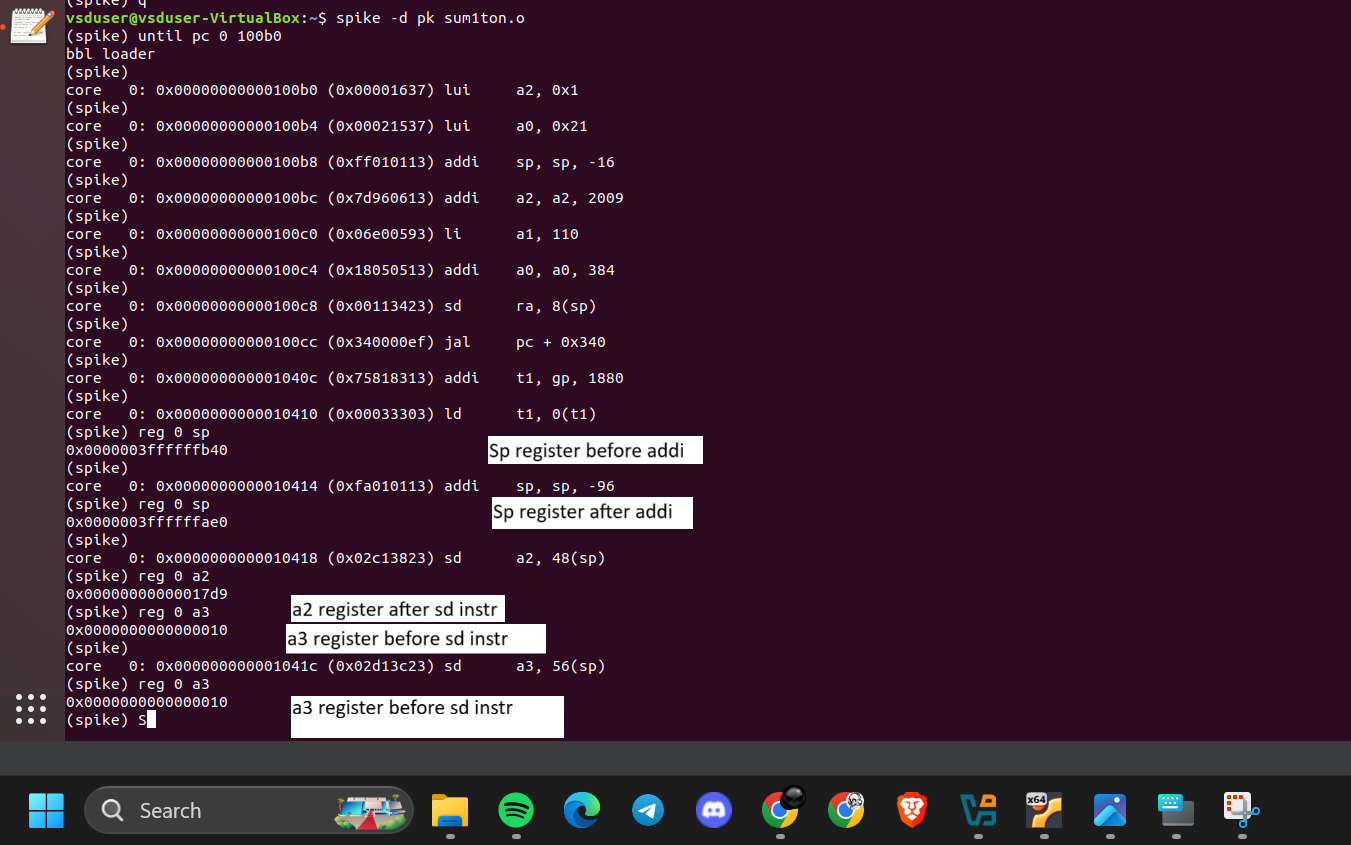 (spike) q
vsduser@vsduser-VirtualBox:~$ spike -d pk sum1ton.o
(spike) until pc 0 100b0
bbl loader
(spike)
core   0: 0x00000000000100b0 (0x00001637) lui     a2, 0x1
(spike)
core   0: 0x00000000000100b4 (0x00021537) lui     a0, 0x21
(spike)
core   0: 0x00000000000100b8 (0xff010113) addi    sp, sp, -16
(spike)
core   0: 0x00000000000100bc (0x7d960613) addi    a2, a2, 2009
(spike)
core   0: 0x00000000000100c0 (0x06e00593) li      a1, 110
(spike)
core   0: 0x00000000000100c4 (0x18050513) addi    a0, a0, 384
(spike)
core   0: 0x00000000000100c8 (0x00113423) sd      ra, 8(sp)
(spike)
core   0: 0x00000000000100cc (0x340000ef) jal     pc + 0x340
(spike)
core   0: 0x000000000001040c (0x75818313) addi    t1, gp, 1880
(spike)
core   0: 0x0000000000010410 (0x00033303) ld      t1, 0(t1)
(spike) reg 0 sp
0x0000003ffffffb40
Sp register before addi
(spike)
core   0: 0x0000000000010414 (0xfa010113) addi    sp, sp, -96
(spike) reg 0 sp
Sp register after addi
0x0000003ffffffae0
(spike)
core   0: 0x0000000000010418 (0x02c13823) sd      a2, 48(sp)
(spike) reg 0 a2
0x00000000000017d9
(spike) reg 0 a3
a2 register after sd instr
0x0000000000000010
a3 register before sd instr
(spike)
core   0: 0x000000000001041c (0x02d13c23) sd      a3, 56(sp)
(spike) reg 0 a3
0x0000000000000010
a3 register before sd instr
(spike) S
Search
x64